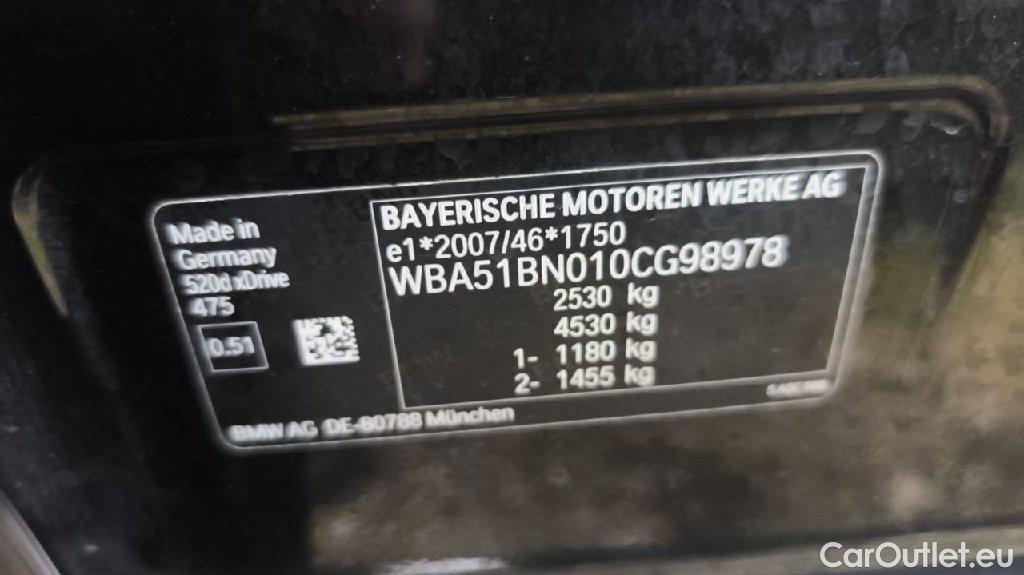 Made in
Germany
520d xDrive
475
0.51
BAYERISCHE MOTOREN WERKE AG
e1*2007/46*1750
WBA51BN010CG98978
2530 kg
4530 kg
1- 1180 kg
2- 1455 kg
BMW AG DE-80788 München
CarOutlet.eu